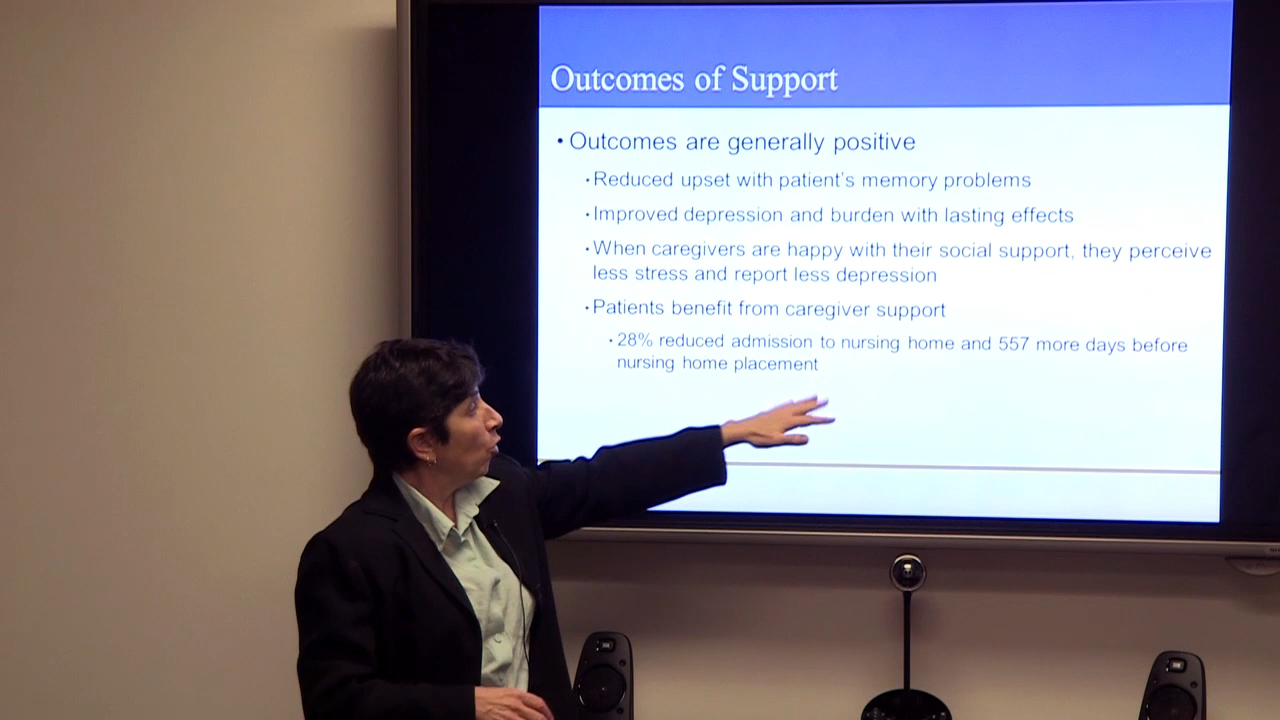 Outcomes of Support
• Outcomes are generally positive
• Reduced upset with patient's memory problems
• Improved depression and burden with lasting effects
• When caregivers are happy with their social support, they perceive
less stress and report less depression
• Patients benefit from caregiver support
• 28% reduced admission to nursing home and 557 more days before
nursing home placement